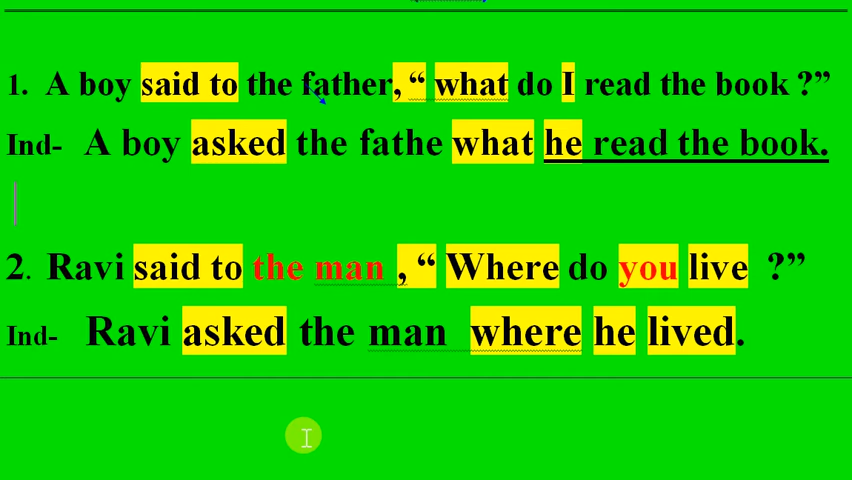 1. A boy said to the father, “ what do I read the book ?”
Ind- A boy asked the fathe what he read the book.
2. Ravi said to the man , “ Where do you live ?”
Ind- Ravi asked the man where he lived.